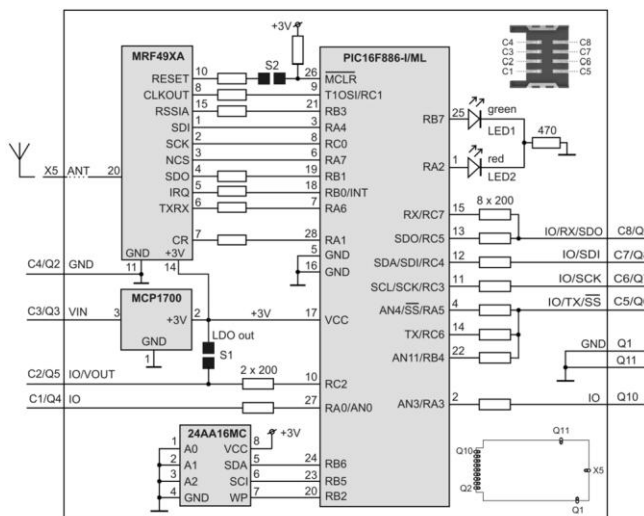 +3V
MRF49XA
PIC16F886-I/ML
C4 C8
C3 C7
C2 C6
C1 C5
RESET 10 S2 26 MCLR
CLKOUT 8 9 T1OSI/RC1
RSSIA 15 21 RB3
SDI 1 3 RA4
SCK 2 8 RC0
NCS 3 6 RA7
SDO 4 19 RB1
IRQ 5 18 RB0/INT
TXRX 6 7 RA6
CR 7 28 RA1
X5 ANT 20
RB7 25 green
LED1
470
RA2 1 red
LED2
8 x 200
RX/RC7 15
SDO/RC5 13 IO/RX/SDO C8/Q
SDA/SDI/RC4 12 IO/SDI C7/Q
SCL/SCK/RC3 11 IO/SCK C6/Q
AN4/SS/RA5 4 IO/TX/SS C5/Q
TX/RC6 14
AN11/RB4 22
AN3/RA3 2 IO Q10
GND Q1
Q11
GND +3V
11 14
5 GND
16 GND
C4/Q2 GND
MCP1700
C3/Q3 VIN 3 +3V 2 +3V 17 VCC
GND
1
LDO out
S1
C2/Q5 IO/VOUT 2 x 200 10 RC2
C1/Q4 IO 27 RA0/AN0
24AA16MC
+3V
1 A0 VCC 8
2 A1 SDA 5 24 RB6
3 A2 SCI 6 23 RB5
4 GND WP 7 20 RB2
Q11
Q10
X5
Q2
Q1